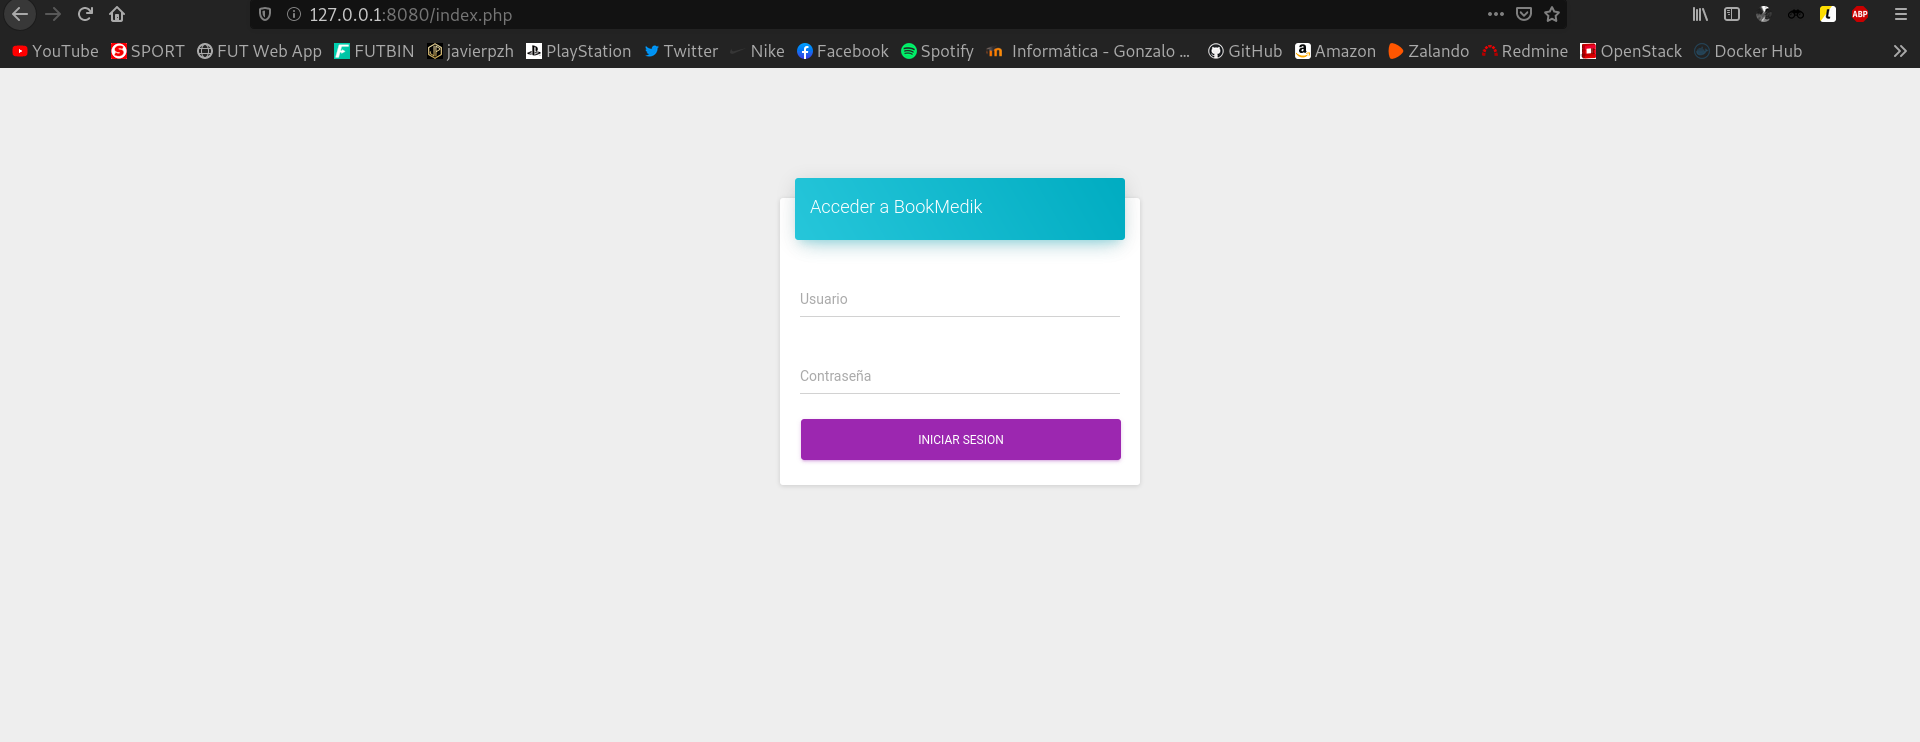 127.0.0.1:8080/index.php
ABP
YouTube SPORT FUT Web App FUTBIN javierpzh PlayStation Twitter Nike Facebook Spotify Informática - Gonzalo ... GitHub Amazon Zalando Redmine OpenStack Docker Hub
Acceder a BookMedik
Usuario
Contraseña
INICIAR SESION